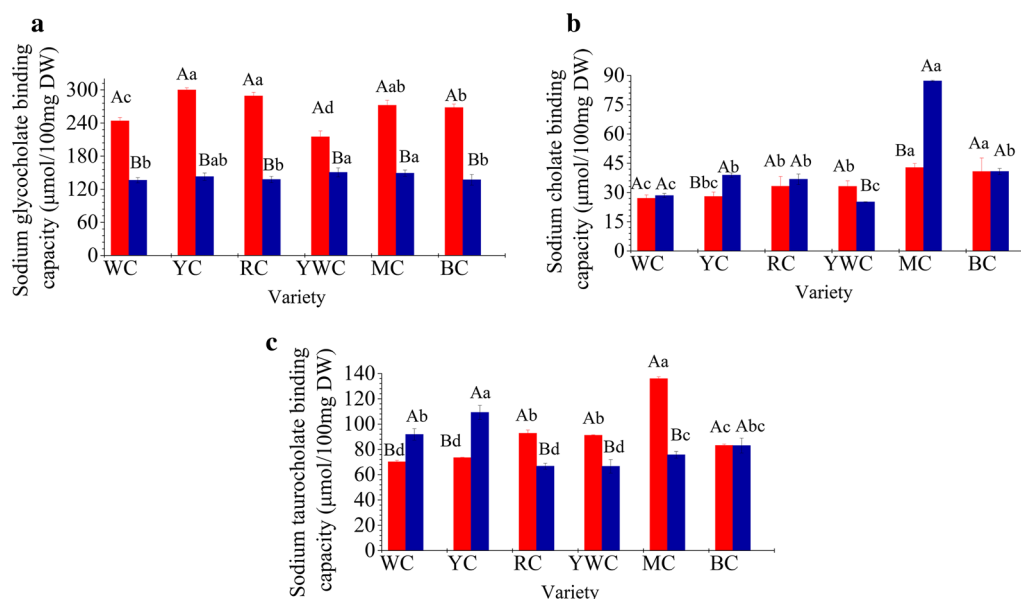 a
Sodium glycocholate binding
capacity (μmol/100mg DW)
300
240
180
120
60
0
Ac Bb Aa Bab Aa Bb Ad Ba Aab Ba Ab Bb
WC YC RC YWC MC BC
Variety
b
Sodium cholate binding
capacity (μmol/100mg DW)
90
75
60
45
30
15
0
Ac Ac Bbc Ab Ab Ab Ab Bc Ba Aa Aa Ab
WC YC RC YWC MC BC
Variety
c
Sodium taurocholate binding
capacity (μmol/100mg DW)
140
120
100
80
60
40
20
0
Bd Ab Bd Aa Ab Bd Ab Bd Aa Bc Ac Abc
WC YC RC YWC MC BC
Variety